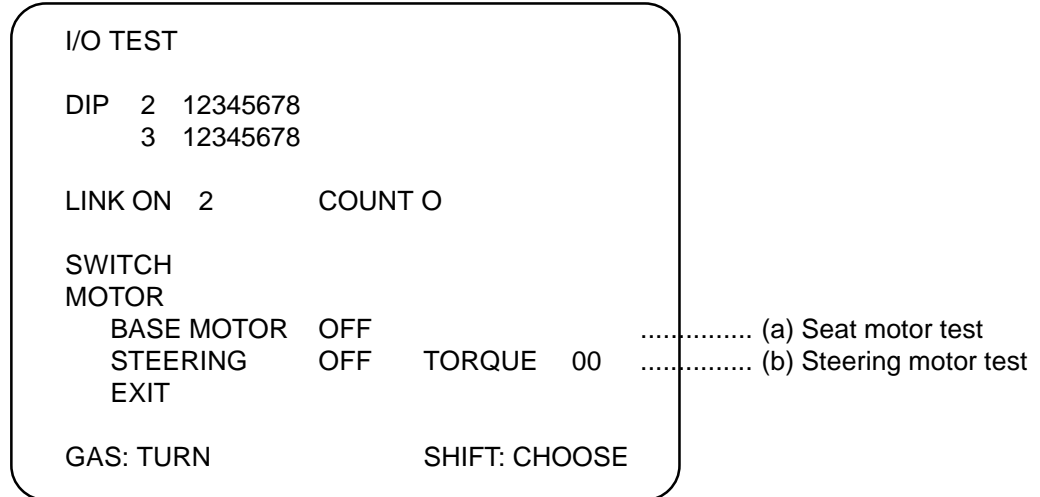 I/O TEST
DIP 2 12345678
3 12345678
LINK ON 2 COUNT O
SWITCH
MOTOR
BASE MOTOR OFF ............... (a) Seat motor test
STEERING OFF TORQUE 00 ............... (b) Steering motor test
EXIT
GAS: TURN SHIFT: CHOOSE